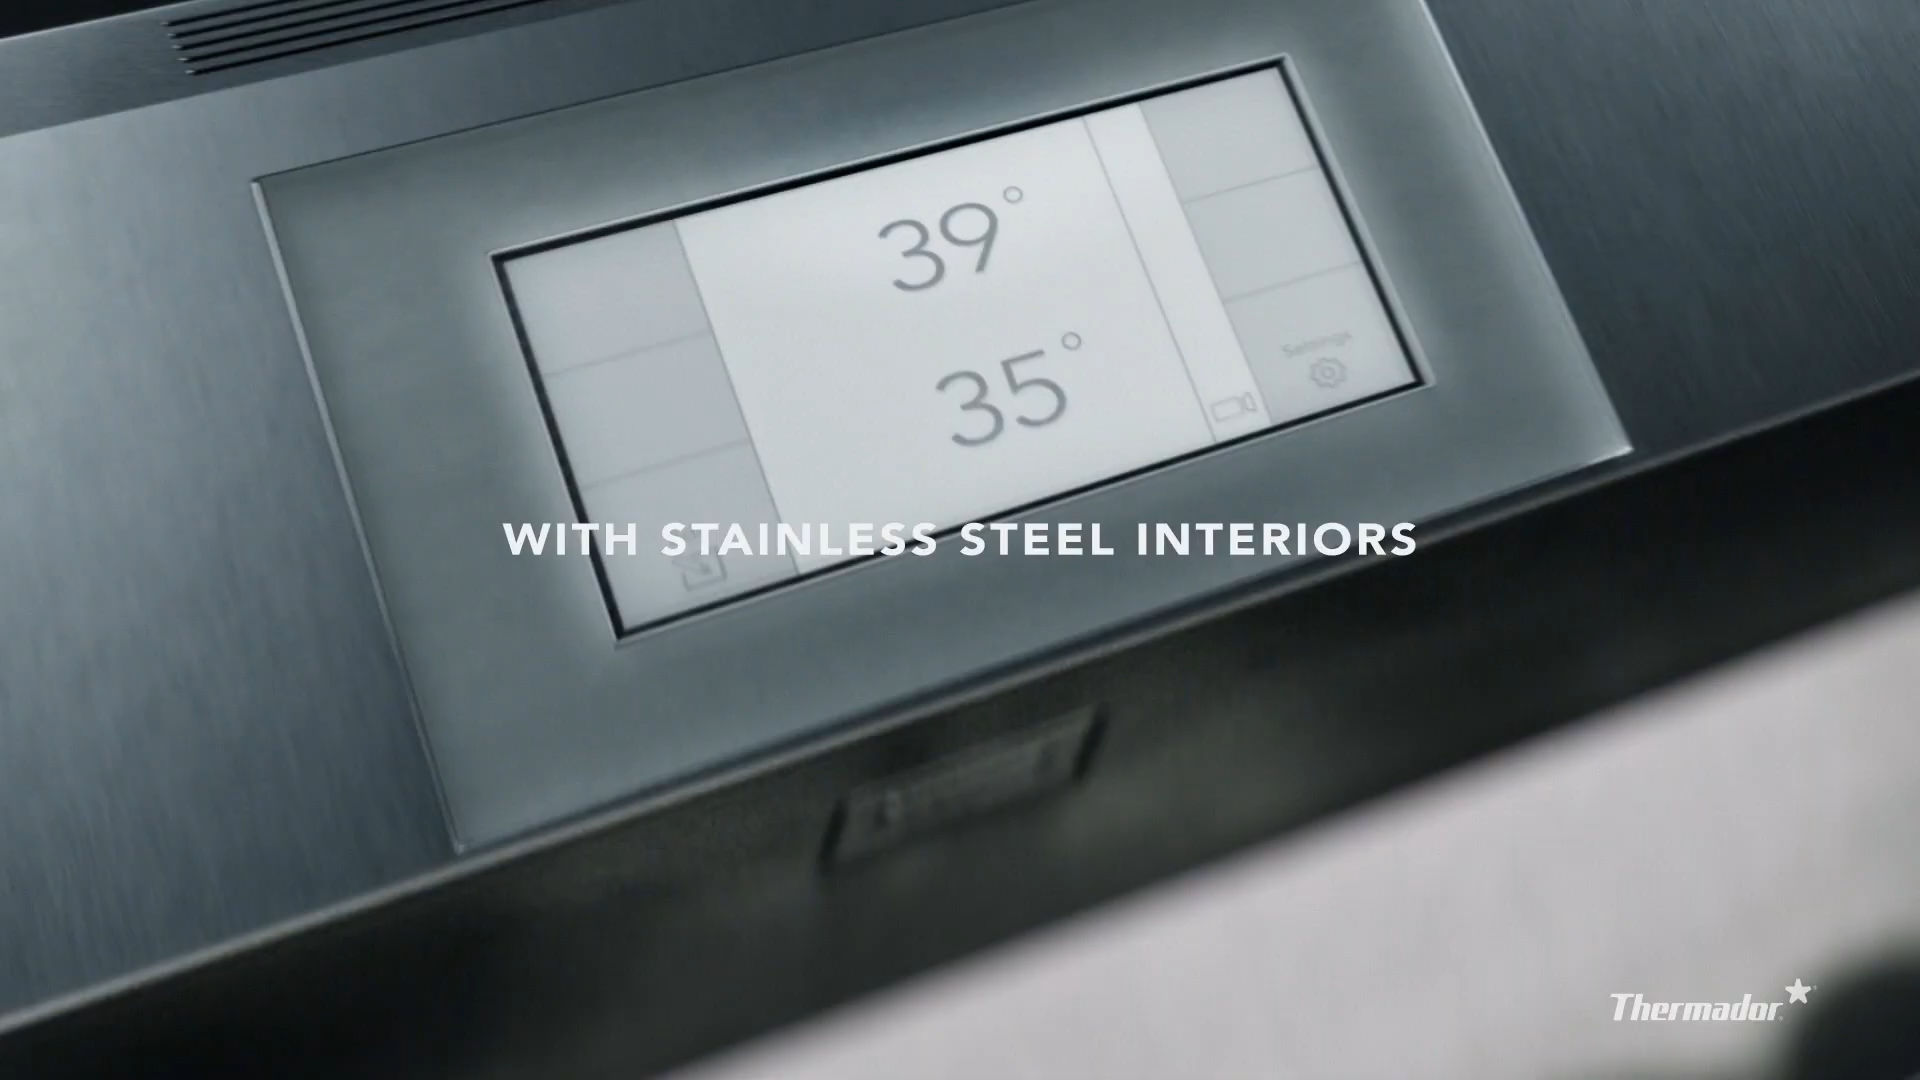 39°
35°
Settings
WITH STAINLESS STEEL INTERIORS
Thermador